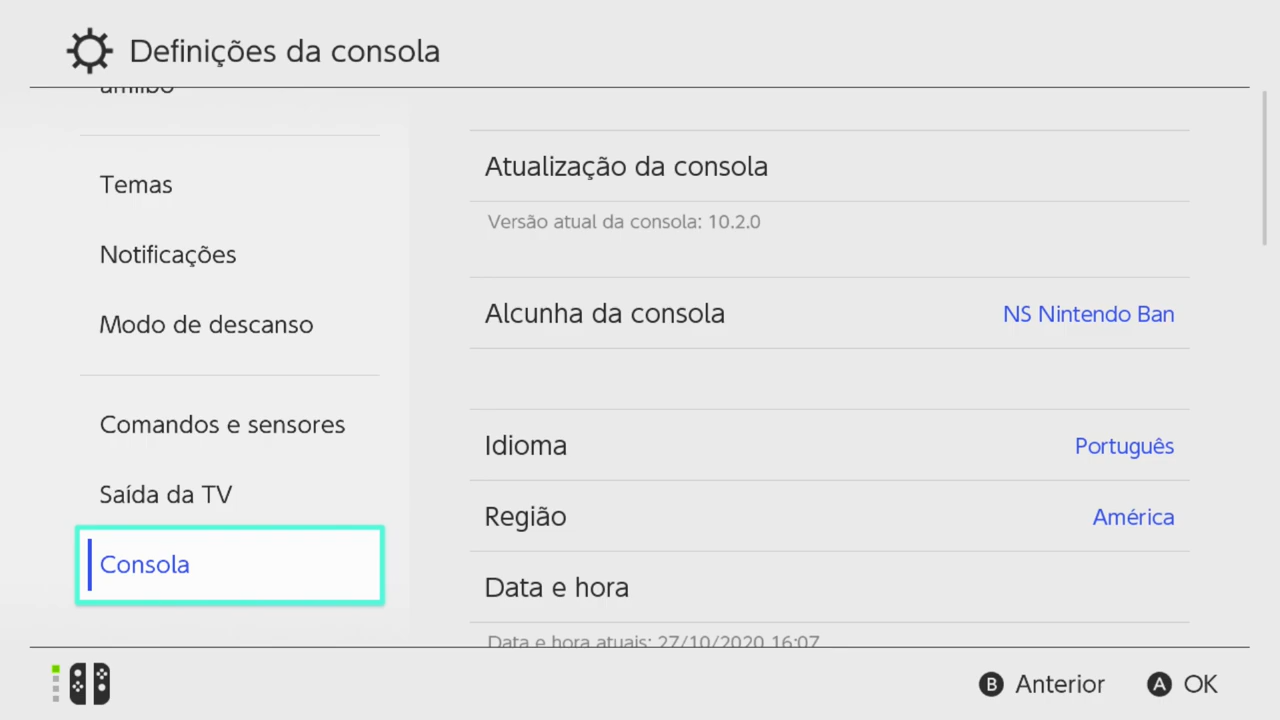 Definições da consola
amiibo
Temas
Notificações
Modo de descanso
Comandos e sensores
Saída da TV
Consola
Atualização da consola
Versão atual da consola: 10.2.0
Alcunha da consola NS Nintendo Ban
Idioma Português
Região América
Data e hora
Data e hora atuais: 27/10/2020 16:07
B Anterior A OK